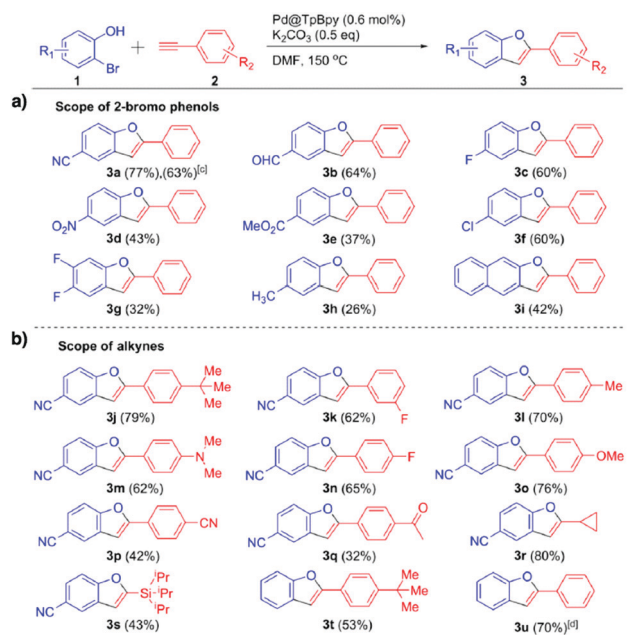 R1 OH Br 1 + 2 R2 Pd@TpBpy (0.6 mol%) K2CO3 (0.5 eq) DMF, 150 °C R1 O 3 R2
a) Scope of 2-bromo phenols
NC O 3a (77%),(63%)[c]
OHC O 3b (64%)
F O 3c (60%)
O2N O 3d (43%)
MeO2C O 3e (37%)
Cl O 3f (60%)
F F O 3g (32%)
H3C O 3h (26%)
O 3i (42%)
b) Scope of alkynes
NC O Me Me Me 3j (79%)
NC O F 3k (62%)
NC O Me 3l (70%)
NC O N Me Me 3m (62%)
NC O F 3n (65%)
NC O OMe 3o (76%)
NC O CN 3p (42%)
NC O O 3q (32%)
NC O 3r (80%)
NC O Si iPr iPr iPr 3s (43%)
O Me Me Me 3t (53%)
O 3u (70%)[d]